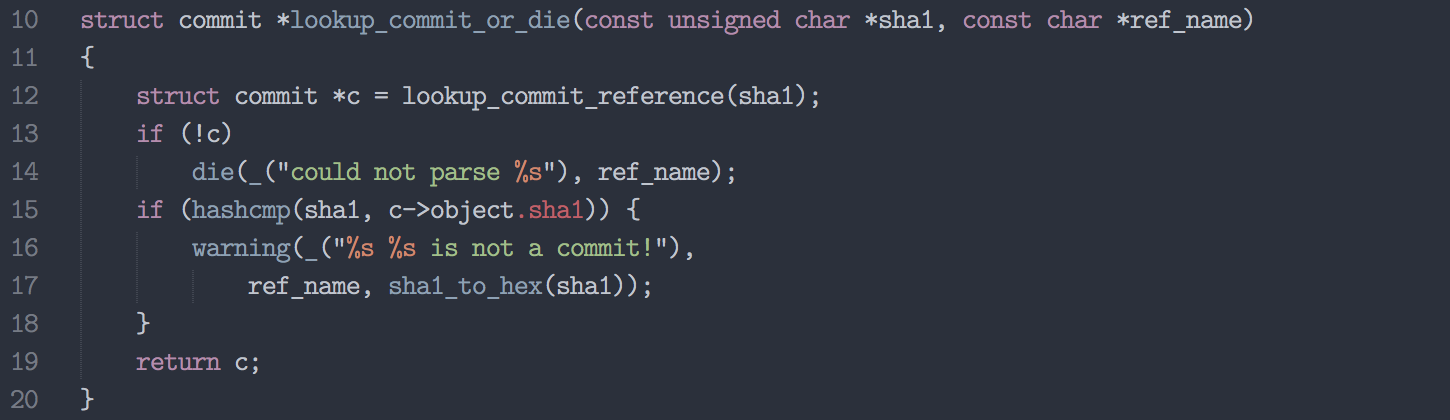 10 struct commit *lookup_commit_or_die(const unsigned char *sha1, const char *ref_name)
11 {
12     struct commit *c = lookup_commit_reference(sha1);
13     if (!c)
14         die(_("could not parse %s"), ref_name);
15     if (hashcmp(sha1, c->object.sha1)) {
16         warning(_("%s %s is not a commit!"),
17             ref_name, sha1_to_hex(sha1));
18     }
19     return c;
20 }